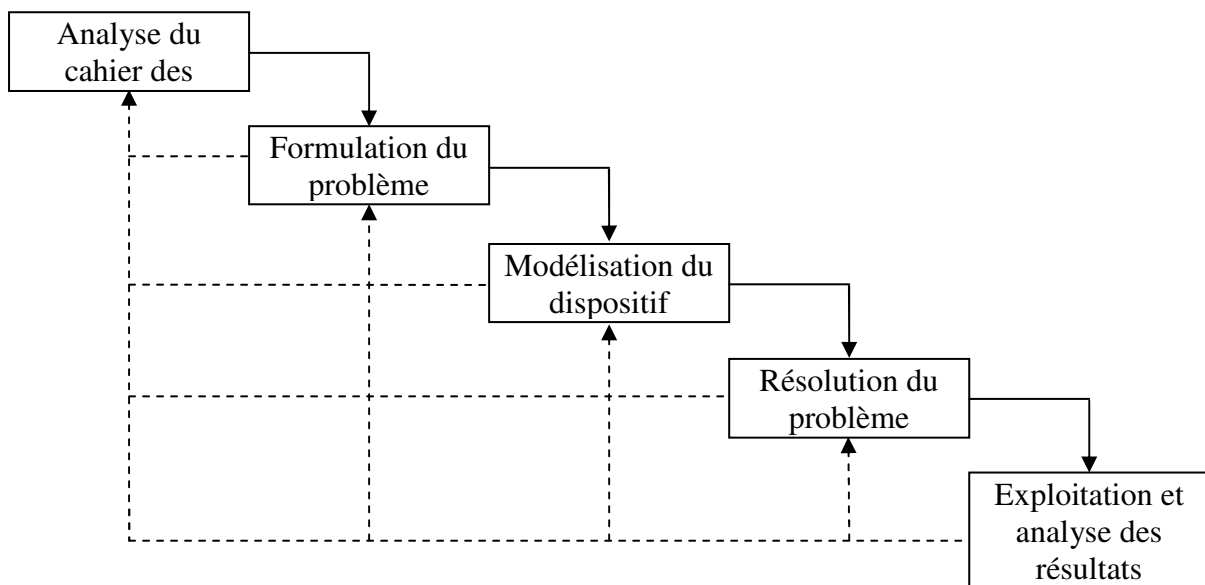 Analyse du
cahier des
Formulation du
problème
Modélisation du
dispositif
Résolution du
problème
Exploitation et
analyse des
résultats